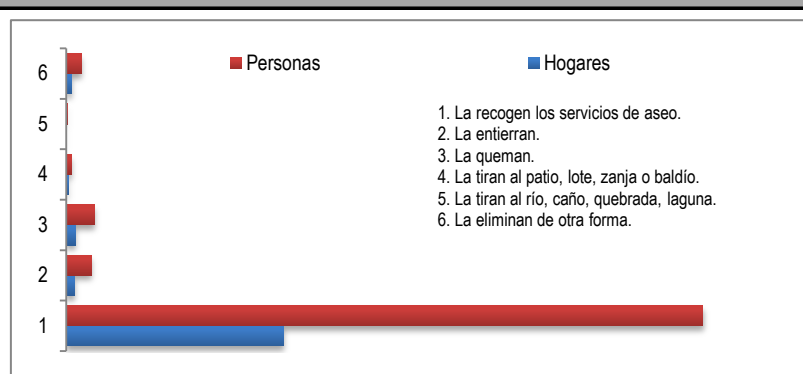 Personas
Hogares
6
5
4
3
2
1
1. La recogen los servicios de aseo.
2. La entierran.
3. La queman.
4. La tiran al patio, lote, zanja o baldío.
5. La tiran al río, caño, quebrada, laguna.
6. La eliminan de otra forma.